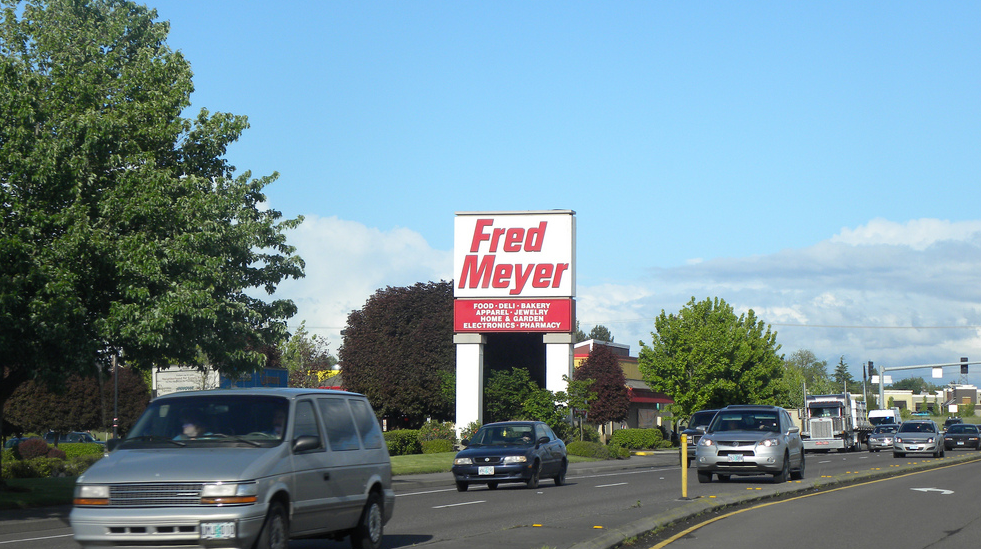 Fred
Meyer
FOOD · DELI · BAKERY
APPAREL · JEWELRY
HOME & GARDEN
ELECTRONICS · PHARMACY